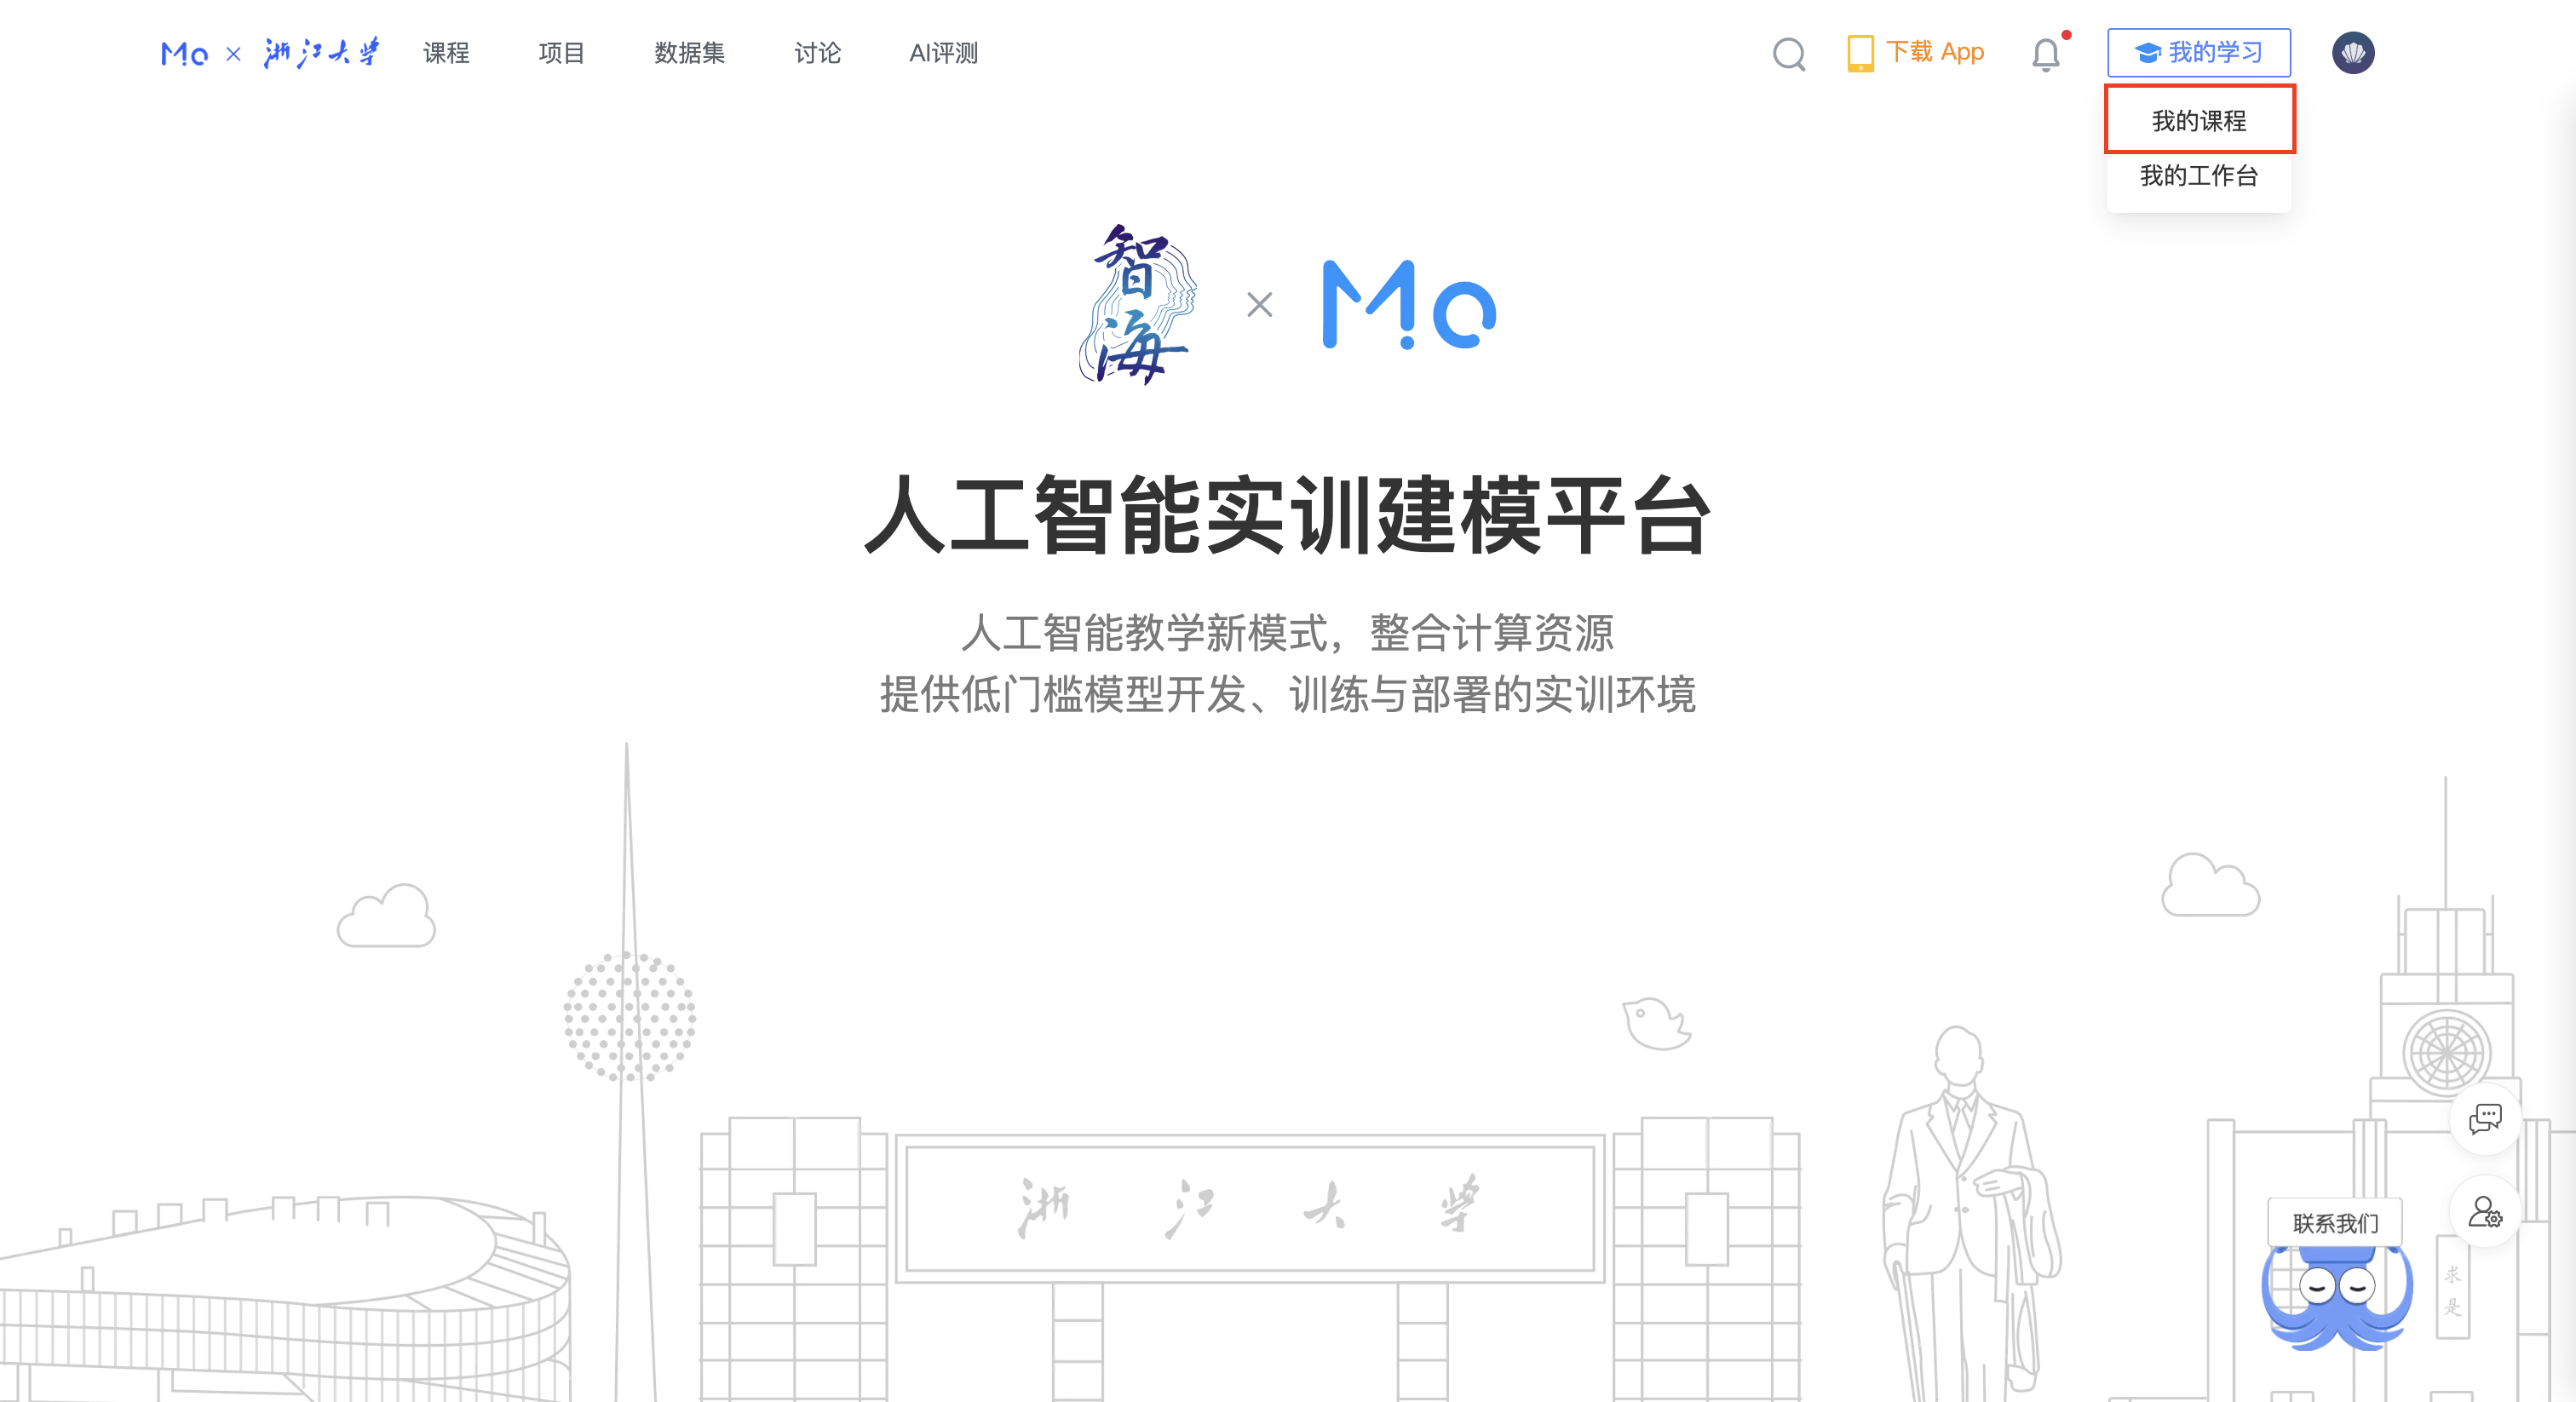 Mo × 浙江大学 课程 项目 数据集 讨论 AI评测 下载 App 我的学习
我的课程
我的工作台
智海 × Mo
人工智能实训建模平台
人工智能教学新模式，整合计算资源
提供低门槛模型开发、训练与部署的实训环境
浙江大学
联系我们
求是